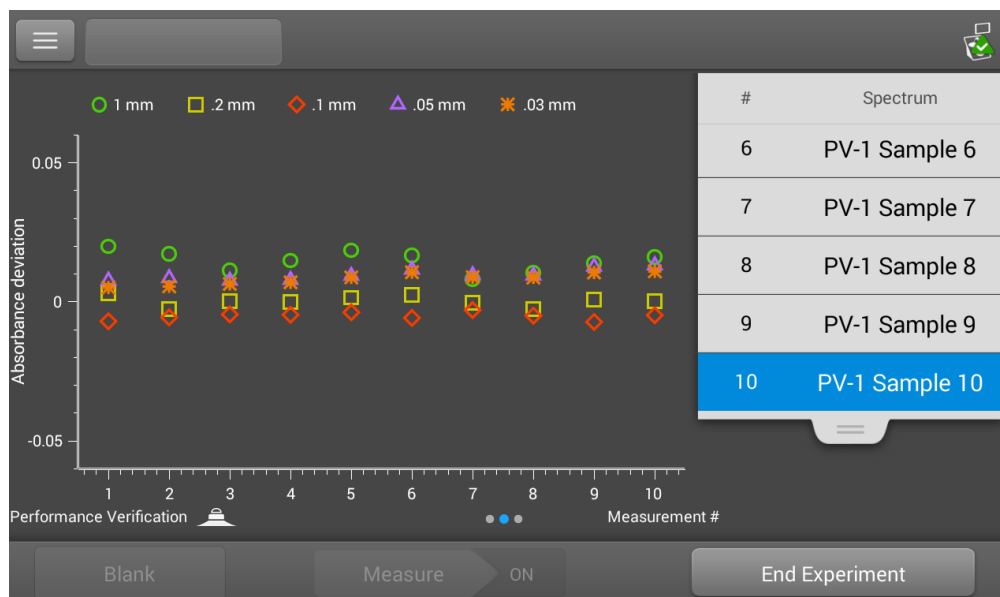 1 mm .2 mm .1 mm .05 mm .03 mm
Absorbance deviation
0.05
0
-0.05
1 2 3 4 5 6 7 8 9 10
Performance Verification
Measurement #
# Spectrum
6 PV-1 Sample 6
7 PV-1 Sample 7
8 PV-1 Sample 8
9 PV-1 Sample 9
10 PV-1 Sample 10
Blank
Measure ON
End Experiment